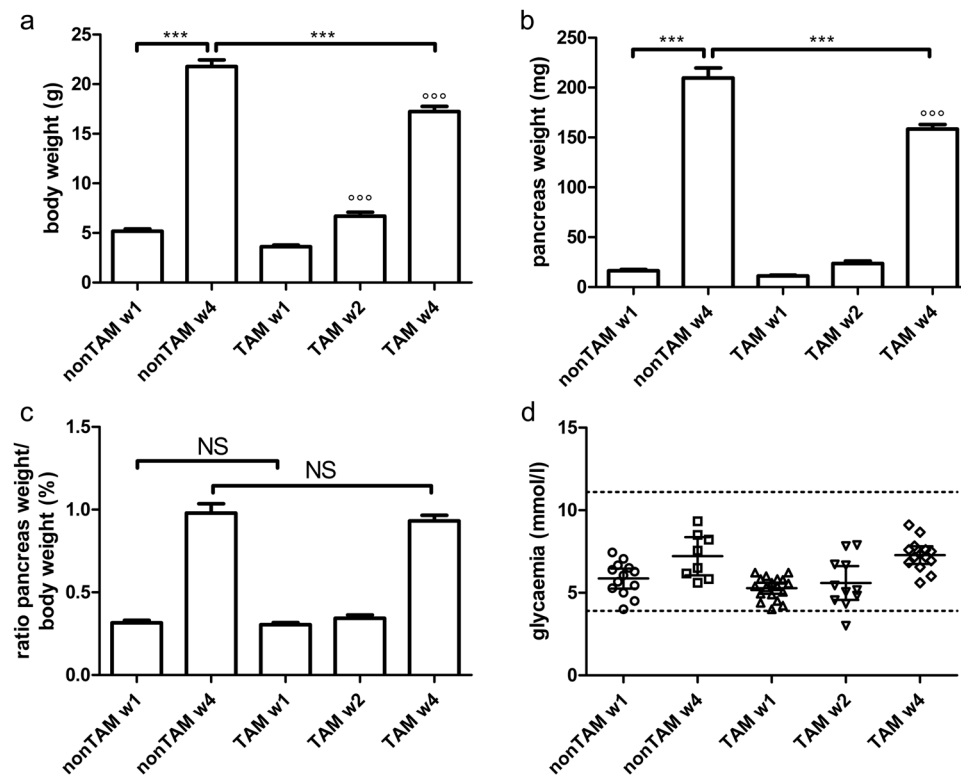 a
body weight (g)
25
20
15
10
5
0
***
***
°°°
°°°
nonTAM w1
nonTAM w4
TAM w1
TAM w2
TAM w4
b
pancreas weight (mg)
250
200
150
100
50
0
***
***
°°°
nonTAM w1
nonTAM w4
TAM w1
TAM w2
TAM w4
c
ratio pancreas weight/
body weight (%)
1.5
1.0
0.5
0.0
NS
NS
nonTAM w1
nonTAM w4
TAM w1
TAM w2
TAM w4
d
glycaemia (mmol/l)
15
10
5
0
nonTAM w1
nonTAM w4
TAM w1
TAM w2
TAM w4